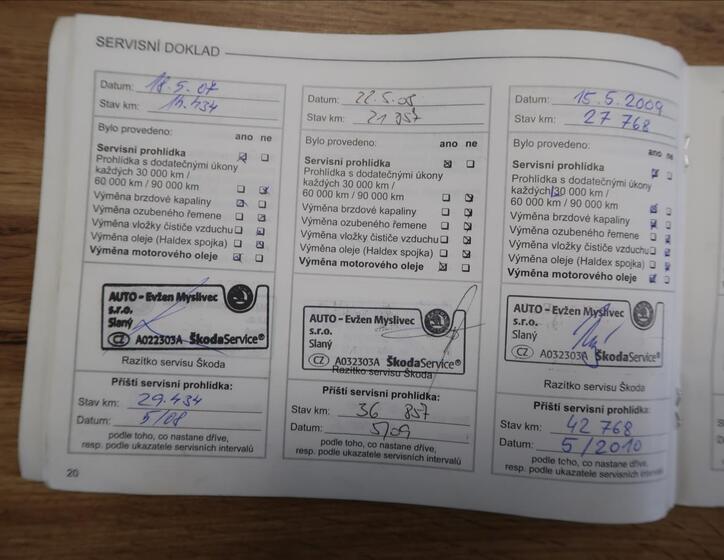 SERVISNÍ DOKLAD
Datum: 18.5.07
Stav km: 14.434
Bylo provedeno: ano ne
Servisní prohlídka
Prohlídka s dodatečnými úkony
každých 30 000 km /
60 000 km / 90 000 km
Výměna brzdové kapaliny
Výměna ozubeného řemene
Výměna vložky čističe vzduchu
Výměna oleje (Haldex spojka)
Výměna motorového oleje
AUTO - Evžen Myslivec
s.r.o.
Slaný
CZ A022303A ŠkodaService®
Razítko servisu Škoda
Příští servisní prohlídka:
Stav km: 29.434
Datum: 5/08
podle toho, co nastane dříve,
resp. podle ukazatele servisních intervalů
20
Datum: 22.5.08
Stav km: 21 857
Bylo provedeno: ano ne
Servisní prohlídka
Prohlídka s dodatečnými úkony
každých 30 000 km /
60 000 km / 90 000 km
Výměna brzdové kapaliny
Výměna ozubeného řemene
Výměna vložky čističe vzduchu
Výměna oleje (Haldex spojka)
Výměna motorového oleje
AUTO - Evžen Myslivec
s.r.o.
Slaný
CZ A032303A ŠkodaService®
Razítko servisu Škoda
Příští servisní prohlídka:
Stav km: 36 857
Datum: 5/09
podle toho, co nastane dříve,
resp. podle ukazatele servisních intervalů
Datum: 15.5.2009
Stav km: 27 768
Bylo provedeno: ano ne
Servisní prohlídka
Prohlídka s dodatečnými úkony
každých 30 000 km /
60 000 km / 90 000 km
Výměna brzdové kapaliny
Výměna ozubeného řemene
Výměna vložky čističe vzduchu
Výměna oleje (Haldex spojka)
Výměna motorového oleje
AUTO - Evžen Myslivec
s.r.o.
Slaný
CZ A032303A ŠkodaService®
Razítko servisu Škoda
Příští servisní prohlídka:
Stav km: 42 768
Datum: 5/2010
podle toho, co nastane dříve,
resp. podle ukazatele servisních intervalů